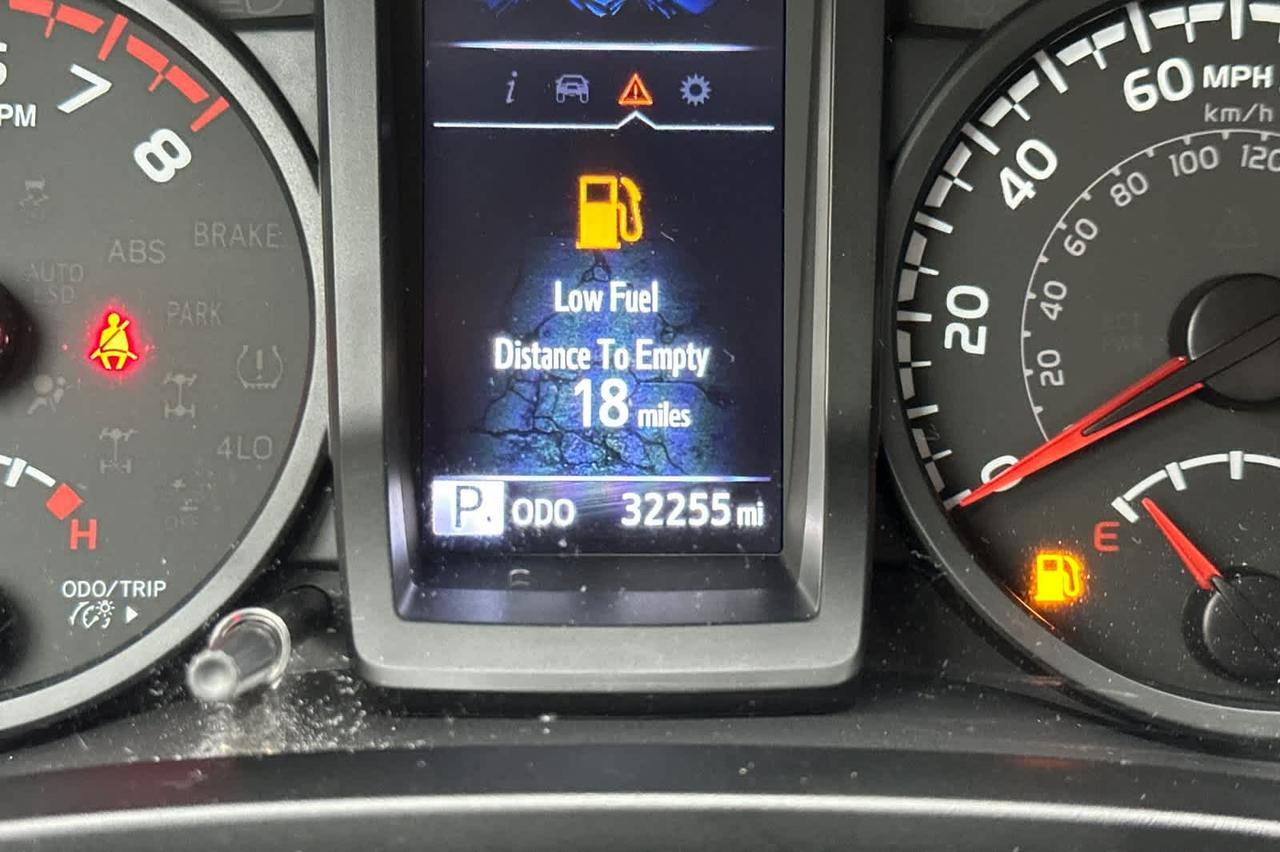 7
8
PM
ABS
BRAKE
AUTO
LSD
PARK
4LO
H
ODO/TRIP
i
Low Fuel
Distance To Empty
18 miles
P ODO 32255 mi
60 MPH
km/h
40
20
0
120
100
80
60
40
20
E